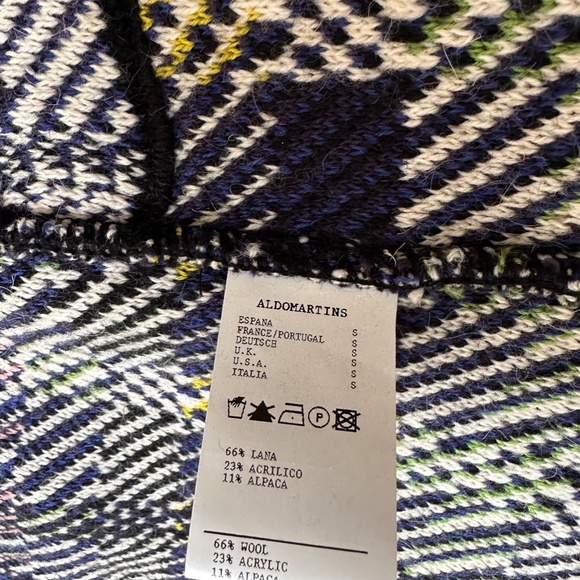 ALDOMARTINS
ESPANA S
FRANCE/PORTUGAL S
DEUTSCH S
U.K. S
U.S.A. S
ITALIA S
P
66% LANA
23% ACRILICO
11% ALPACA
66% WOOL
23% ACRYLIC
11% ALPACA